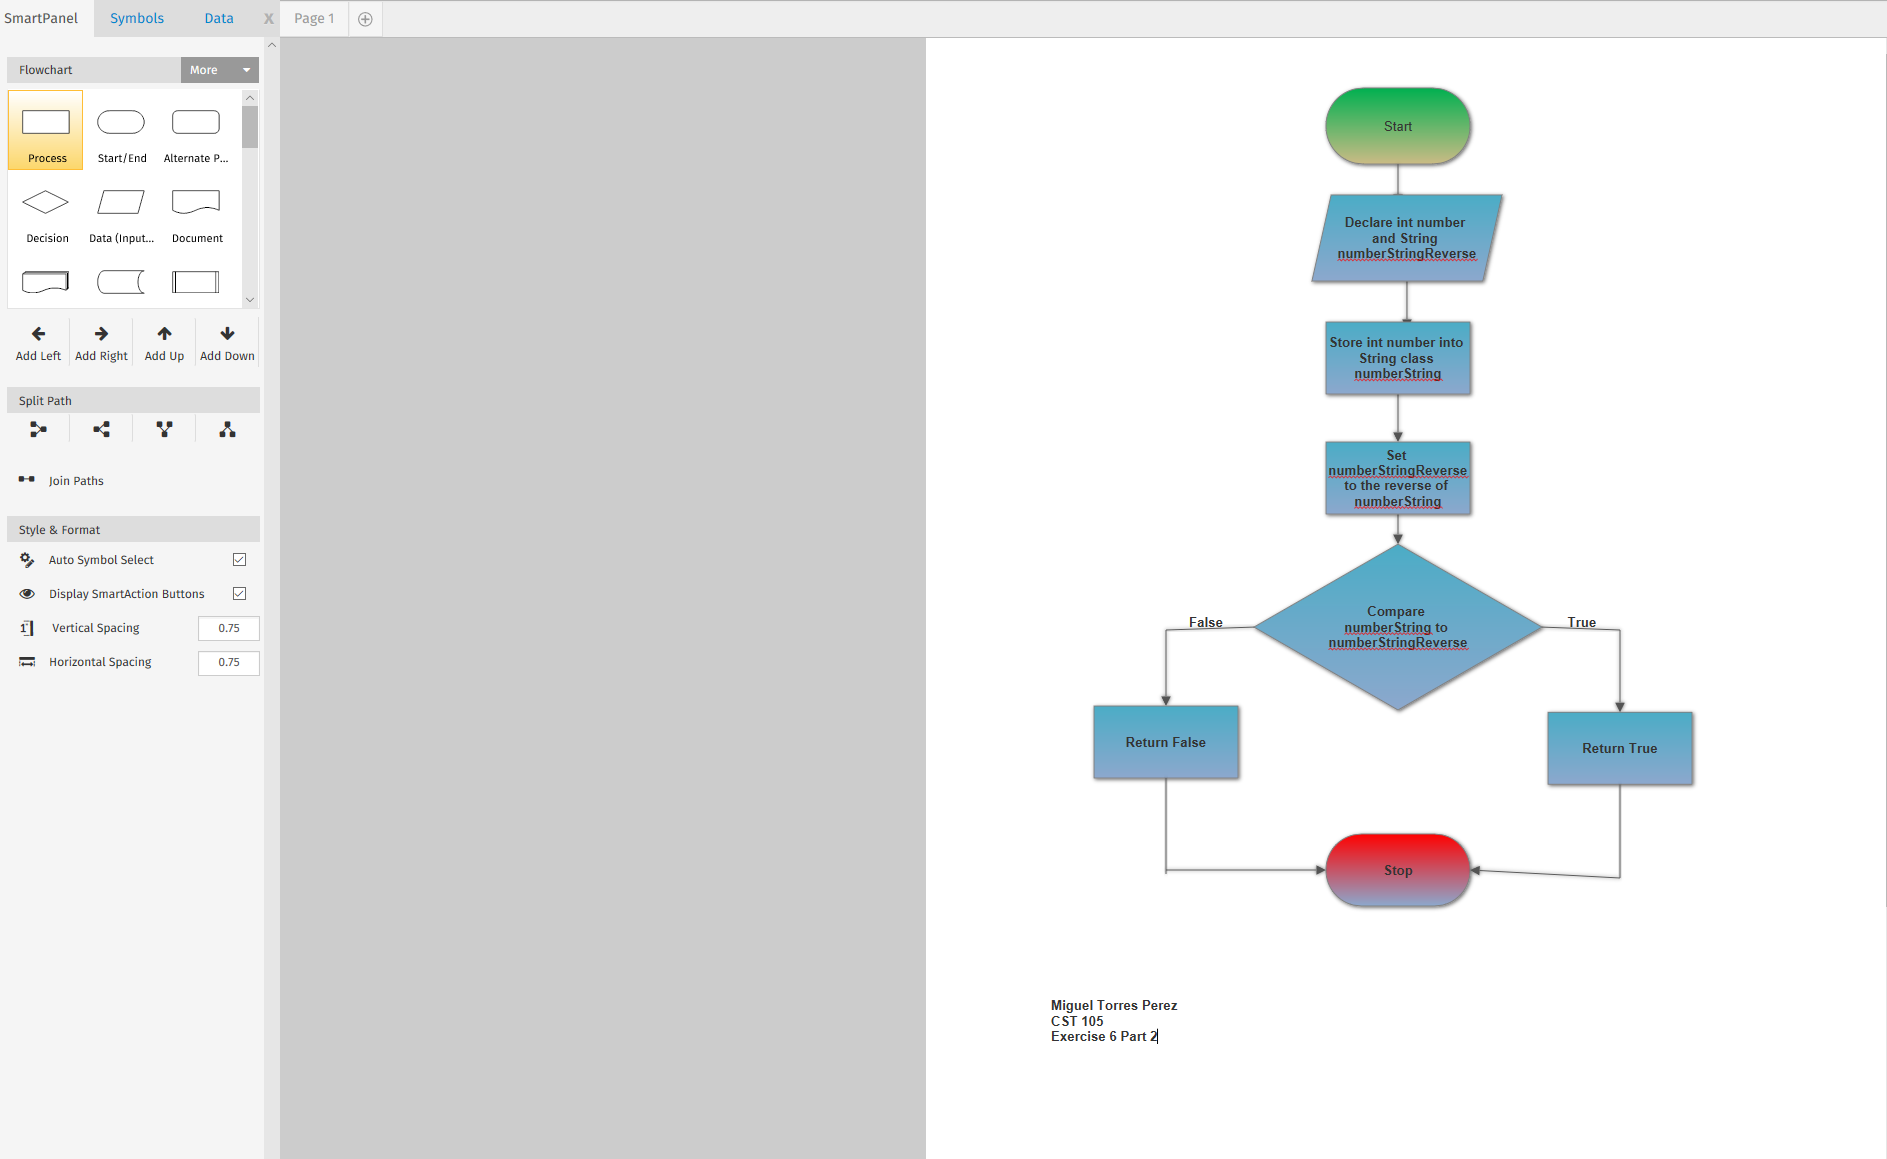 SmartPanel
Symbols
Data
X
Page 1
Flowchart
More
Process
Start/End
Alternate P...
Decision
Data (Input...
Document
Add Left
Add Right
Add Up
Add Down
Split Path
Join Paths
Style & Format
Auto Symbol Select
Display SmartAction Buttons
Vertical Spacing
0.75
Horizontal Spacing
0.75
Start
Declare int number
and String
numberStringReverse
Store int number into
String class
numberString
Set
numberStringReverse
to the reverse of
numberString
Compare
numberString to
numberStringReverse
False
True
Return False
Return True
Stop
Miguel Torres Perez
CST 105
Exercise 6 Part 2